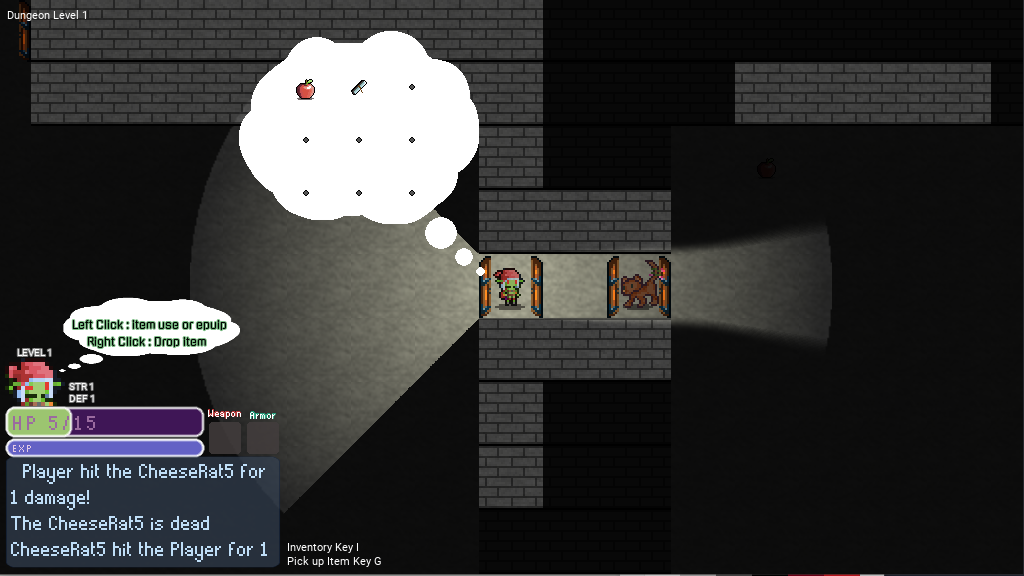 Dungeon Level 1
Left Click : Item use or epuip
Right Click : Drop Item
LEVEL 1
STR 1
DEF 1
HP 5/15
Weapon Armor
EXP
Player hit the CheeseRat5 for
1 damage!
The CheeseRat5 is dead
CheeseRat5 hit the Player for 1
Inventory Key I
Pick up Item Key G